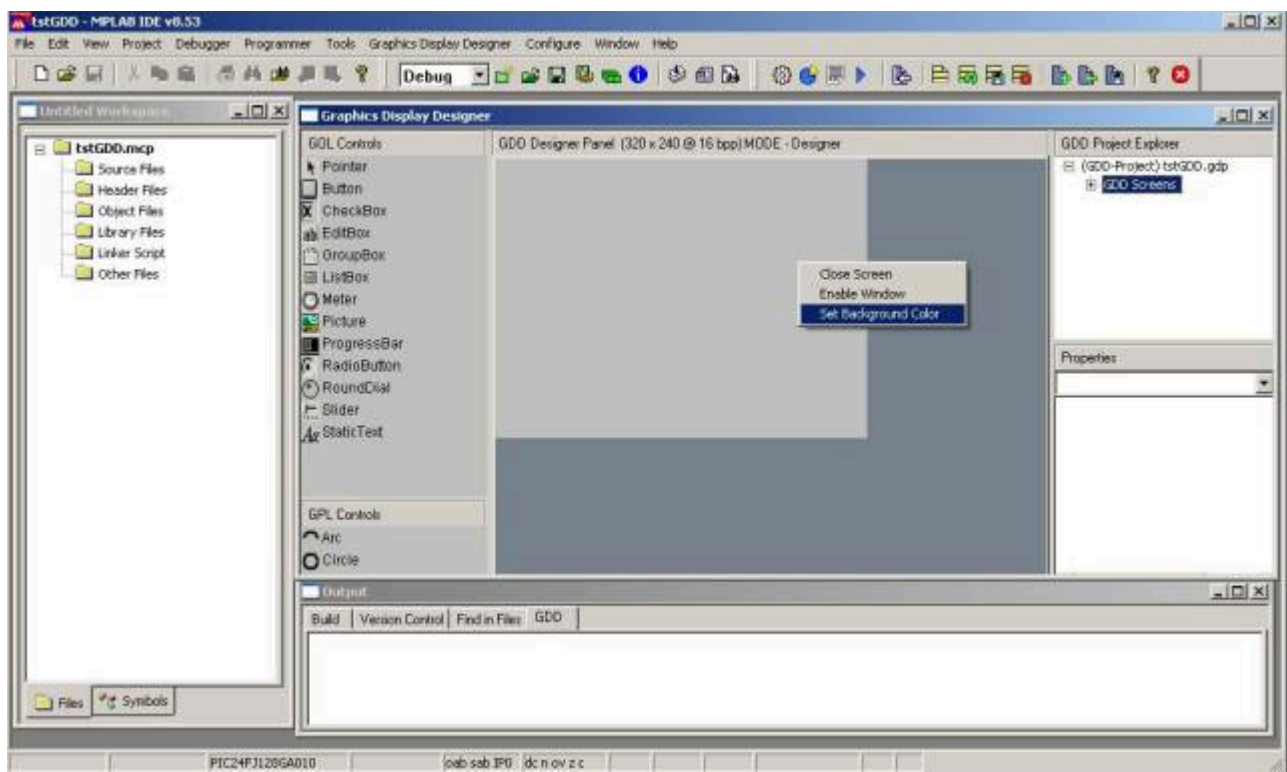 tstGDD - MPLAB IDE v8.53
File Edit View Project Debugger Programmer Tools Graphics Display Designer Configure Window Help
Debug
Untitled Workspace
tstGDD.mcp
Source Files
Header Files
Object Files
Library Files
Linker Script
Other Files
Files
Symbols
Graphics Display Designer
GOL Controls
Pointer
Button
CheckBox
EditBox
GroupBox
ListBox
Meter
Picture
ProgressBar
RadioButton
RoundDial
Slider
StaticText
GPL Controls
Arc
Circle
GDD Designer Panel (320 x 240 @ 16 bpp) MODE - Designer
Close Screen
Enable Window
Set Background Color
GDD Project Explorer
(GDD-Project) tstGDD.gdp
GDD Screens
Properties
Output
Build Version Control Find in Files GDD
PIC24FJ128GA010 oab sab IP0 dc n ov z c